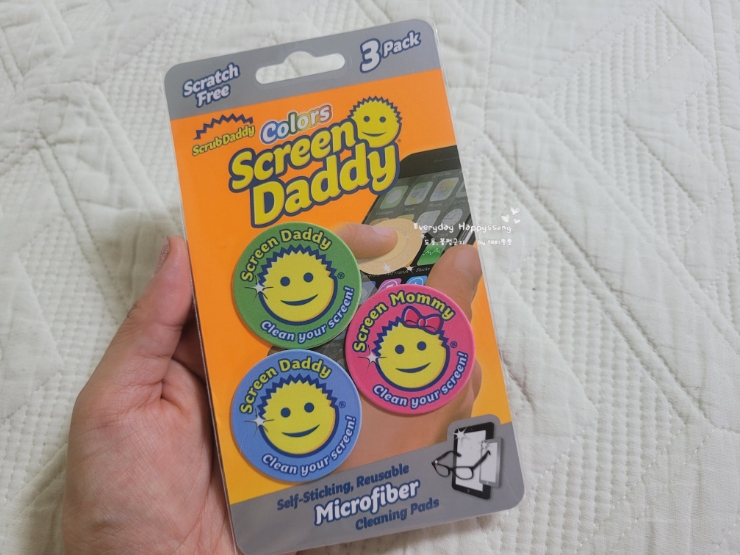 Scratch
Free
3 Pack
ScrubDaddy
Colors
Screen
Daddy
Everyday Happyssong
Screen Daddy
Clean your screen!
Screen Mommy
Clean your screen!
Screen Daddy
Clean your screen!
Self-Sticking, Reusable
Microfiber
Cleaning Pads